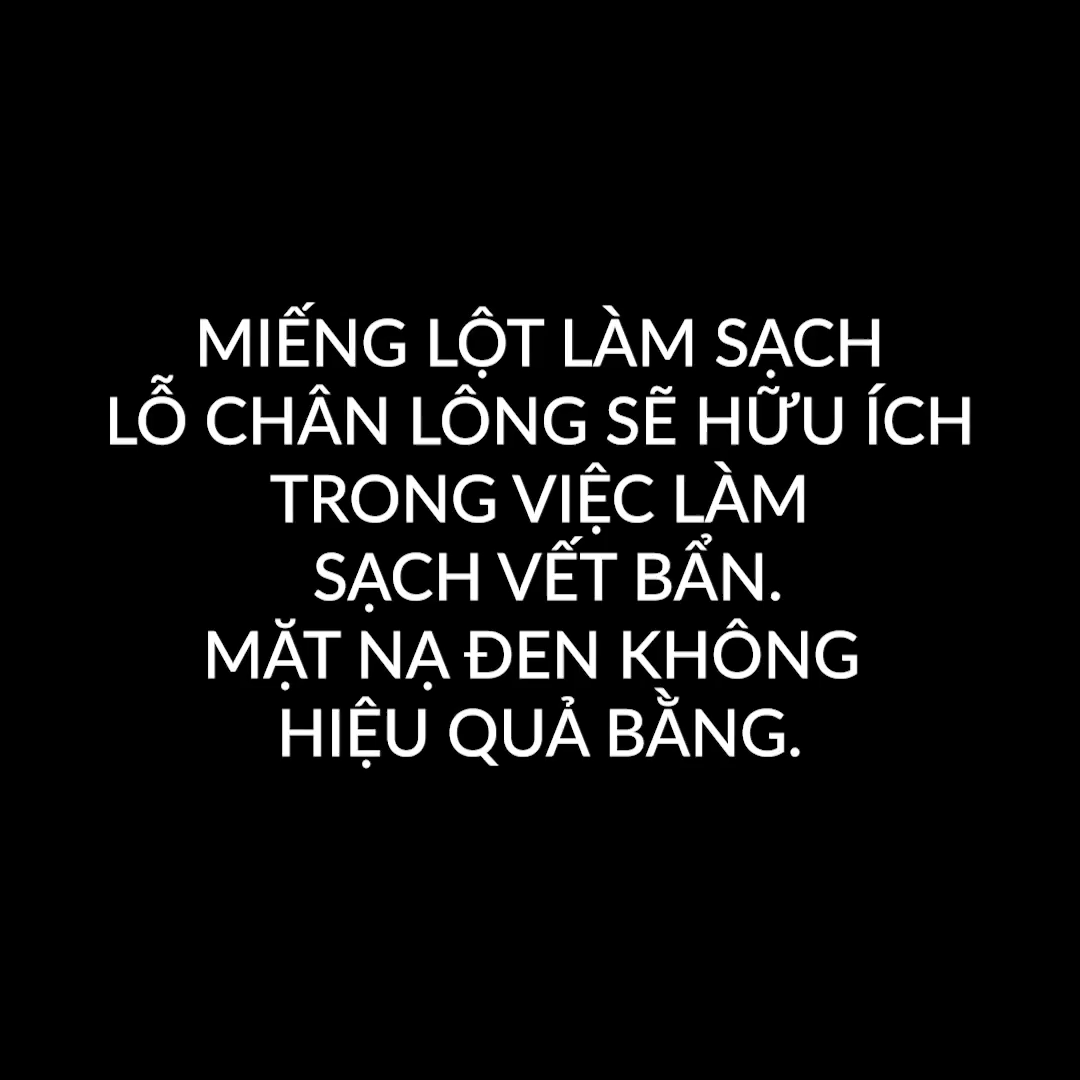 MIẾNG LỘT LÀM SẠCH
LỖ CHÂN LÔNG SẼ HỮU ÍCH
TRONG VIỆC LÀM
SẠCH VẾT BẨN.
MẶT NẠ ĐEN KHÔNG
HIỆU QUẢ BẰNG.